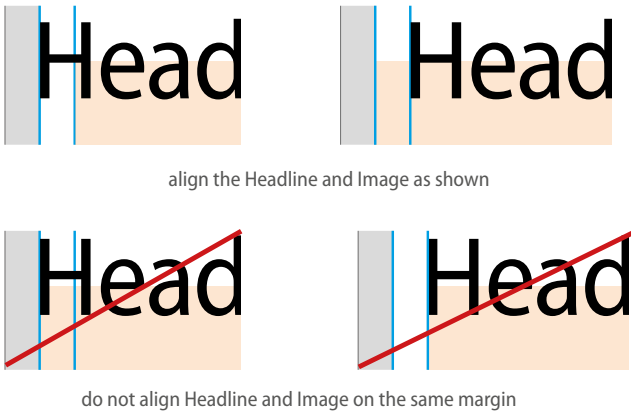 Head Head
align the Headline and Image as shown
Head Head
do not align Headline and Image on the same margin